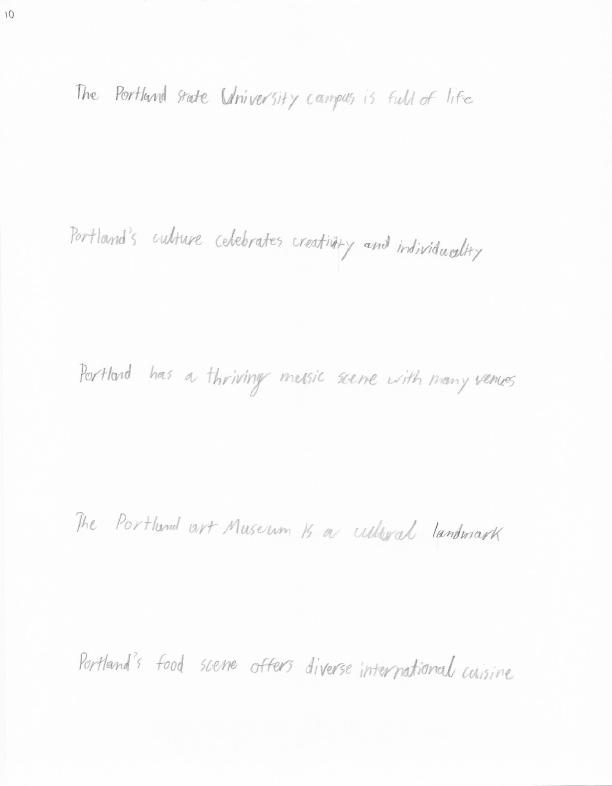 10
The Portland state University campus is full of life
Portland's culture celebrates creativity and individuality
Portland has a thriving music scene with many venues
The Portland art Museum is a cultural landmark
Portland's food scene offers diverse international cuisine